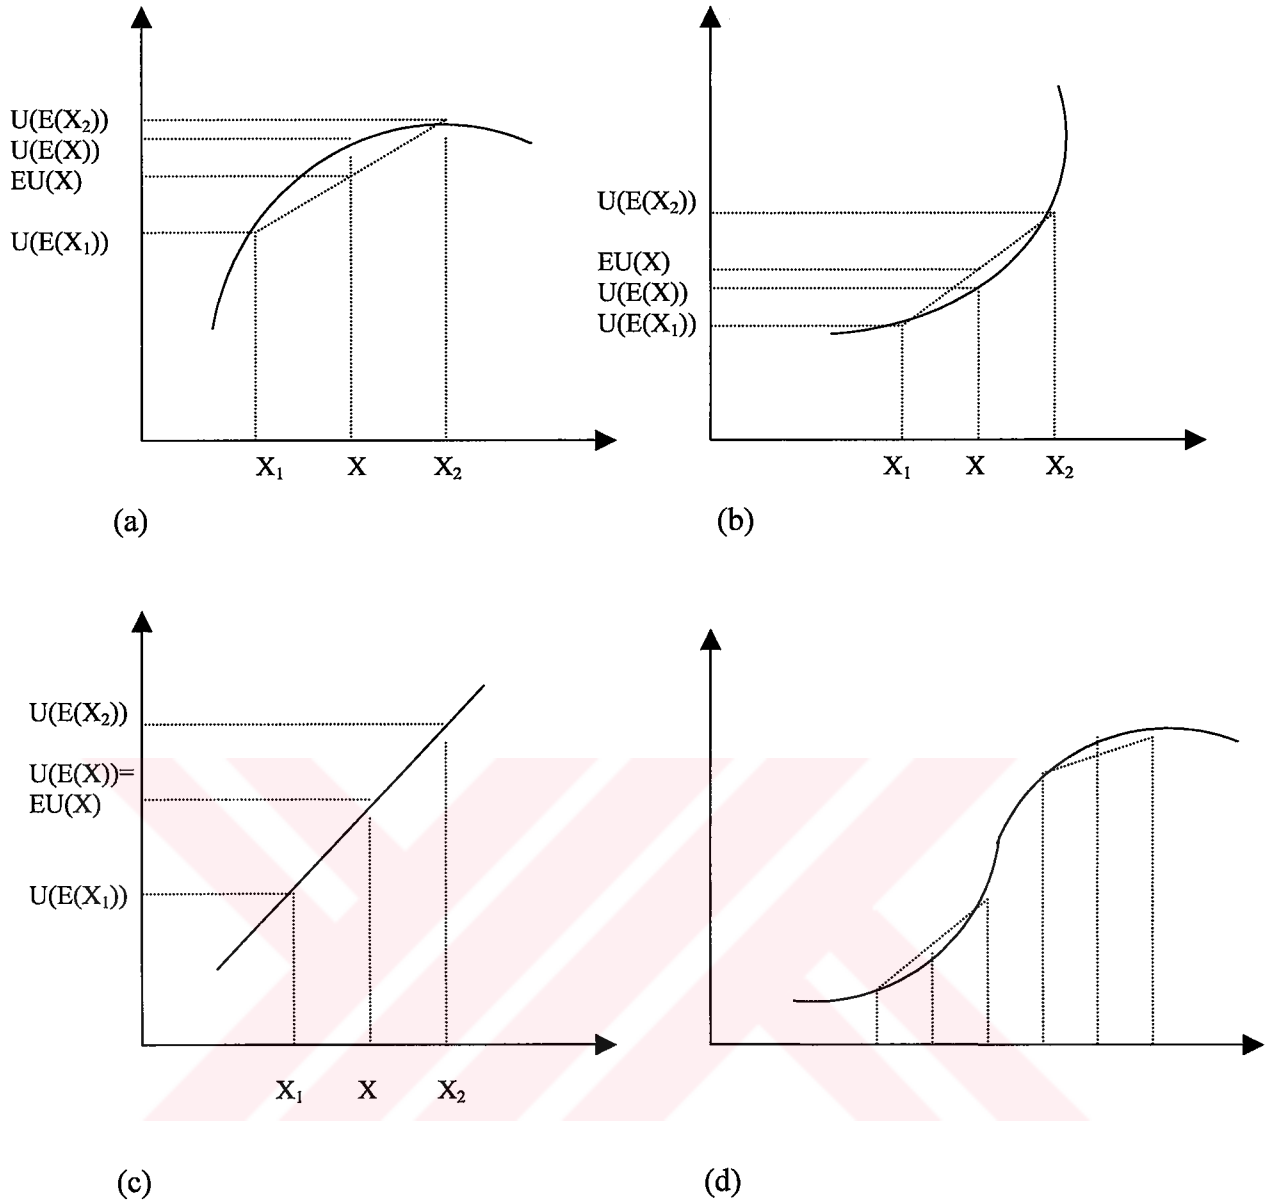 U(E(X₂))
U(E(X))
EU(X)
U(E(X₁))
X₁ X X₂
(a)
U(E(X₂))
EU(X)
U(E(X))
U(E(X₁))
X₁ X X₂
(b)
U(E(X₂))
U(E(X))=
EU(X)
U(E(X₁))
X₁ X X₂
(c)
(d)